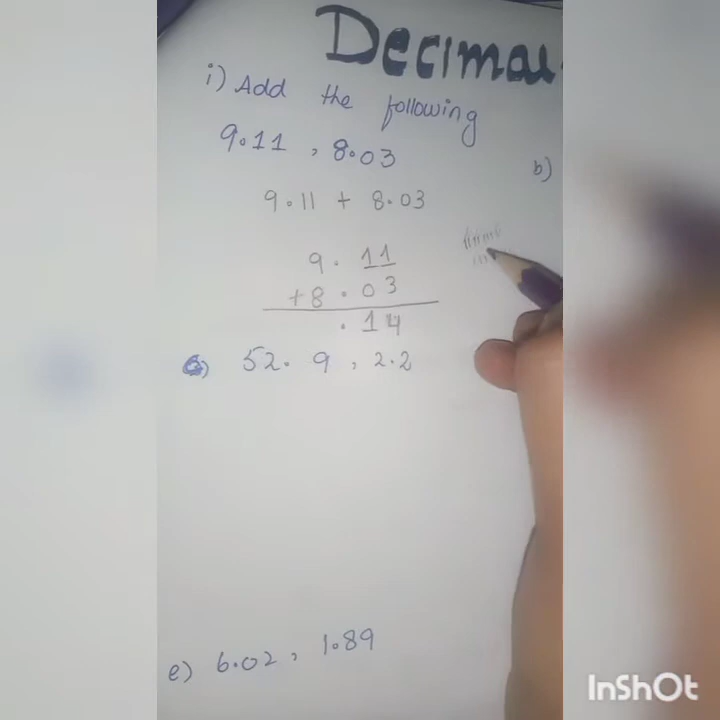 Decimal
i) Add the following
9.11 , 8.03
b)
9.11 + 8.03
9.11
+8.03
.14
52.9 , 2.2
e) 6.02 , 1.89
InShOt